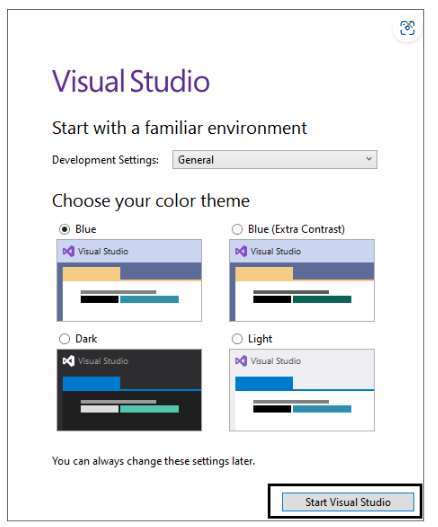 Visual Studio
Start with a familiar environment
Development Settings: General
Choose your color theme
Blue
Blue (Extra Contrast)
Visual Studio
Visual Studio
Dark
Light
Visual Studio
Visual Studio
You can always change these settings later.
Start Visual Studio